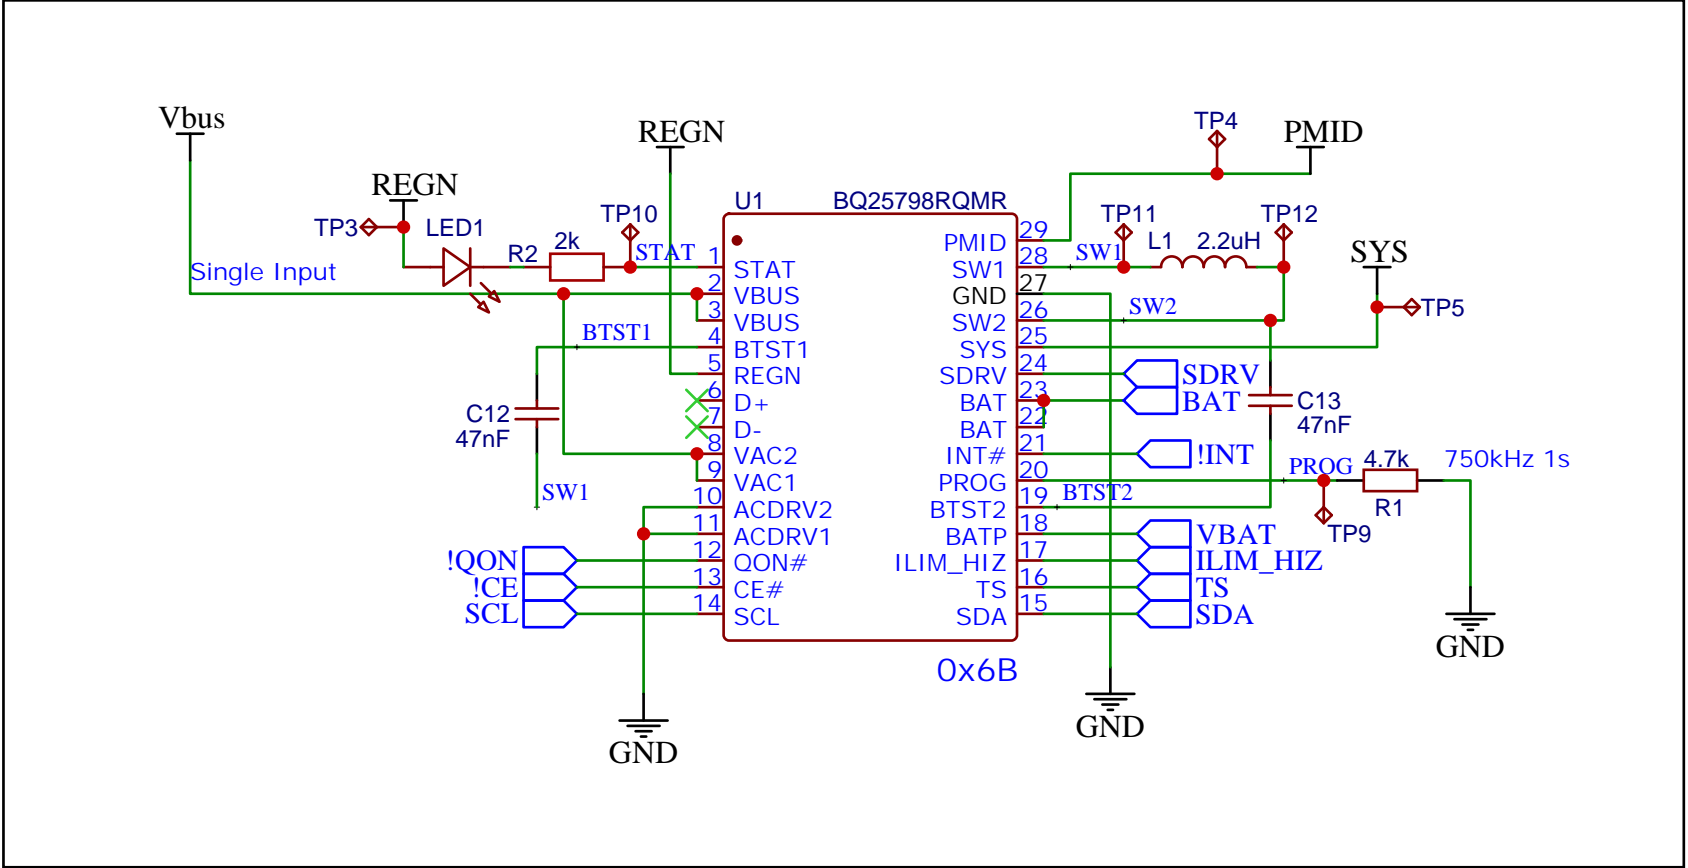 Vbus
REGN
TP3
LED1
R2
2k
TP10
STAT
Single Input
REGN
BTST1
C12
47nF
SW1
!QON
!CE
SCL
GND
U1
BQ25798RQMR
1 STAT
2 VBUS
3 VBUS
4 BTST1
5 REGN
6 D+
7 D-
8 VAC2
9 VAC1
10 ACDRV2
11 ACDRV1
12 QON#
13 CE#
14 SCL
PMID 29
SW1 28
GND 27
SW2 26
SYS 25
SDRV 24
BAT 23
BAT 22
INT# 21
PROG 20
BTST2 19
BATP 18
ILIM_HIZ 17
TS 16
SDA 15
0x6B
TP4
PMID
TP11
SW1
L1
2.2uH
TP12
SYS
TP5
SW2
SDRV
BAT
C13
47nF
!INT
PROG
4.7k
R1
750kHz 1s
TP9
BTST2
VBAT
ILIM_HIZ
TS
SDA
GND
GND